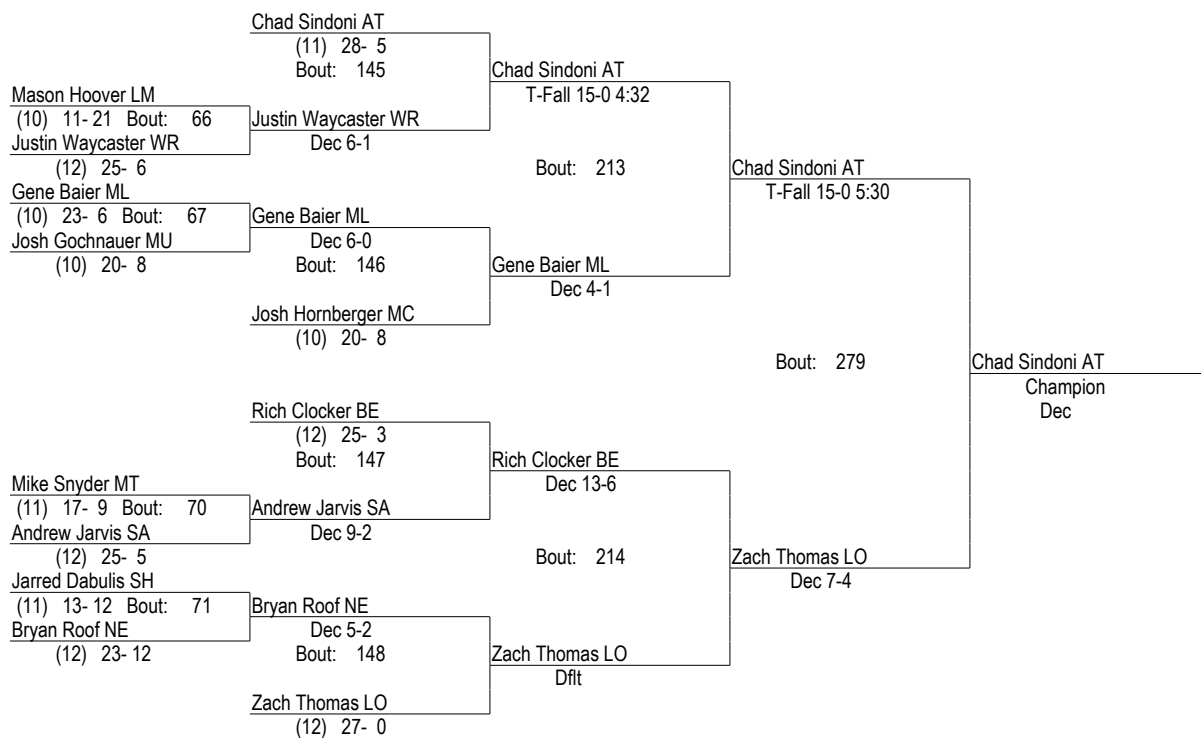 Chad Sindoni AT
(11) 28- 5
Bout: 145
Chad Sindoni AT
T-Fall 15-0 4:32
Mason Hoover LM
(10) 11- 21 Bout: 66
Justin Waycaster WR
Justin Waycaster WR
Dec 6-1
(12) 25- 6
Bout: 213
Chad Sindoni AT
T-Fall 15-0 5:30
Gene Baier ML
(10) 23- 6 Bout: 67
Gene Baier ML
Josh Gochnauer MU
Dec 6-0
(10) 20- 8
Bout: 146
Gene Baier ML
Dec 4-1
Josh Hornberger MC
(10) 20- 8
Bout: 279
Chad Sindoni AT
Champion
Dec
Rich Clocker BE
(12) 25- 3
Bout: 147
Rich Clocker BE
Dec 13-6
Mike Snyder MT
(11) 17- 9 Bout: 70
Andrew Jarvis SA
Andrew Jarvis SA
Dec 9-2
(12) 25- 5
Bout: 214
Zach Thomas LO
Dec 7-4
Jarred Dabulis SH
(11) 13- 12 Bout: 71
Bryan Roof NE
Bryan Roof NE
Dec 5-2
(12) 23- 12
Bout: 148
Zach Thomas LO
Dflt
Zach Thomas LO
(12) 27- 0